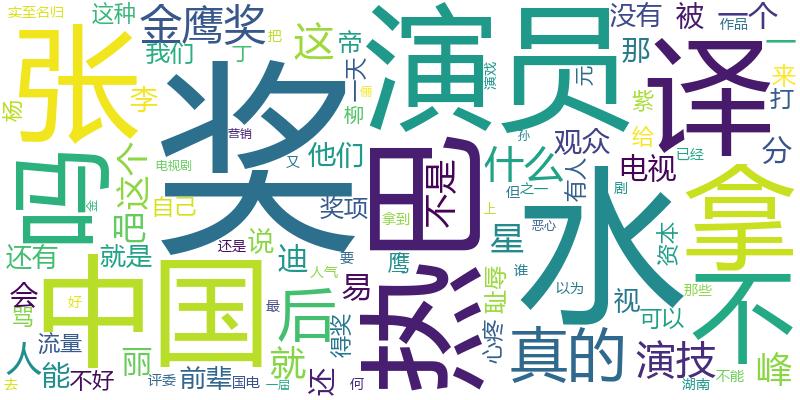 实至名归
这种
金鹰奖
我们
丁
这
帝
把
一天
柳
演员
元
演戏
没有
被
一个
作品
那
一
来
打
杨
张
李
奖
俩
紫
给
译
分
吗
巴
这个
电视剧
营销
又
他们
自己
奖项
巴
不是
拿到
什么
孙
但
之一
已经
观众
有人
电视
剧
拿
金
还有
就是
还是
说
迪
人气
要
鹰
星
上
谁
恶心
水
以为
资本
那些
会
骂
好
中国
最
后
易
热
耻辱
视
可以
不
人
能
流量
丽
就
得奖
心疼
真的
演技
峰
去
不好
评委
前辈
国电
一届
还
何
湖南
不能